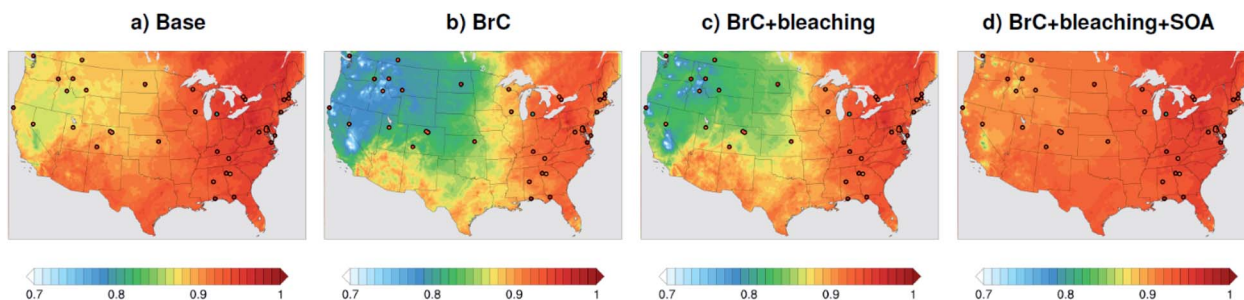 a) Base
b) BrC
c) BrC+bleaching
d) BrC+bleaching+SOA
0.7 0.8 0.9 1
0.7 0.8 0.9 1
0.7 0.8 0.9 1
0.7 0.8 0.9 1